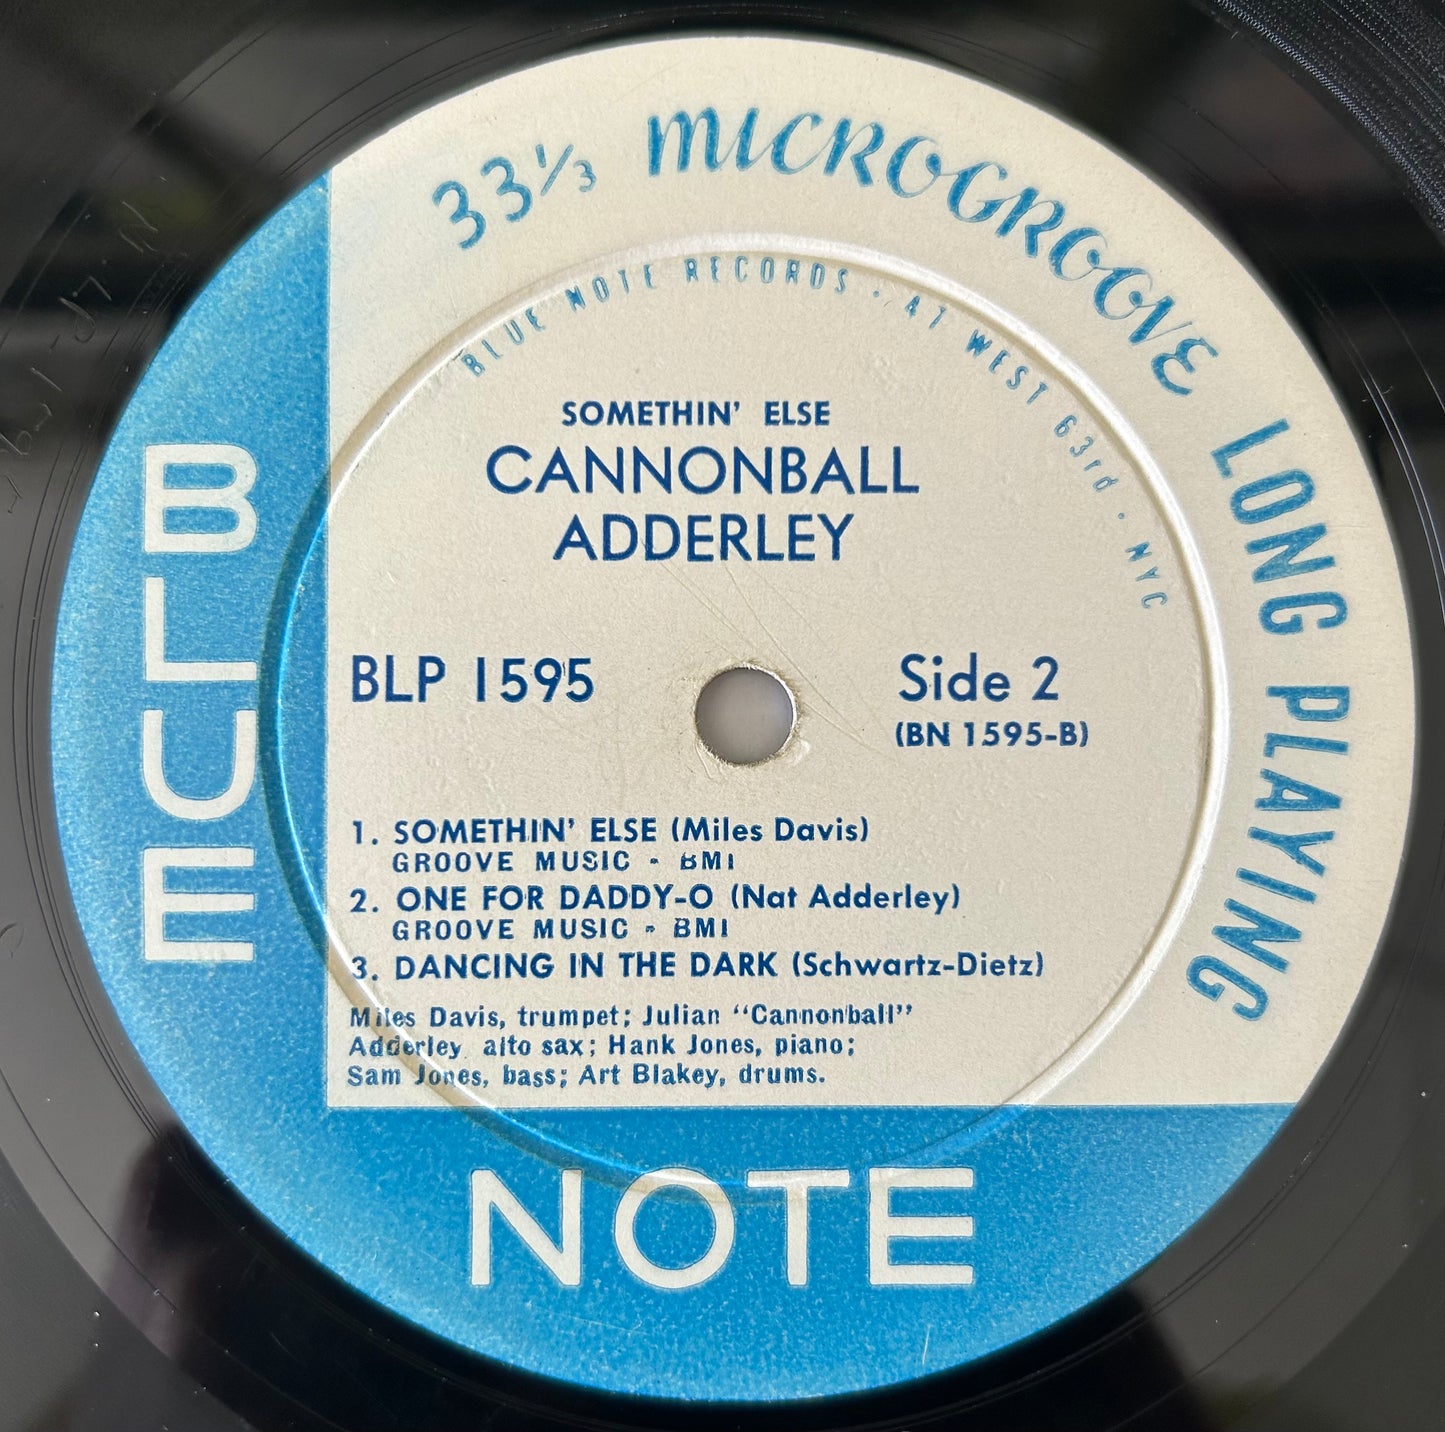 33 1/3 MICROGROOVE LONG PLAYING
BLUE NOTE RECORDS · 47 WEST 63rd · NYC
SOMETHIN' ELSE
CANNONBALL
ADDERLEY
BLP 1595
Side 2
(BN 1595-B)
1. SOMETHIN' ELSE (Miles Davis)
GROOVE MUSIC - BMI
2. ONE FOR DADDY-O (Nat Adderley)
GROOVE MUSIC - BMI
3. DANCING IN THE DARK (Schwartz-Dietz)
Miles Davis, trumpet; Julian "Cannonball"
Adderley, alto sax; Hank Jones, piano;
Sam Jones, bass; Art Blakey, drums.
BLUE
NOTE